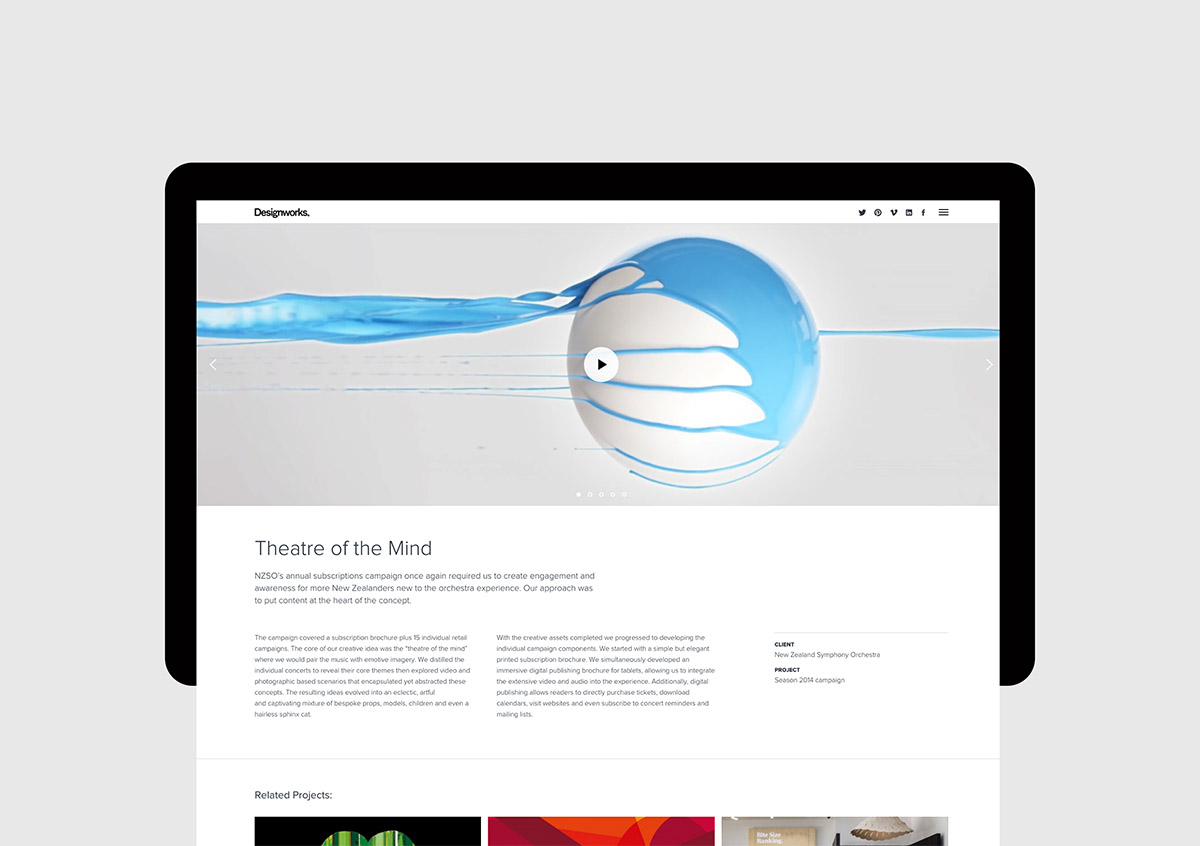 Designworks.
Theatre of the Mind
NZSO's annual subscriptions campaign once again required us to create engagement and
awareness for more New Zealanders new to the orchestra experience. Our approach was
to put content at the heart of the concept.
The campaign covered a subscription brochure plus 15 individual retail
campaigns. The core of our creative idea was the "theatre of the mind"
where we would pair the music with emotive imagery. We distilled the
individual concerts to reveal their core themes then explored video and
photographic based scenarios that encapsulated yet abstracted these
concepts. The resulting ideas evolved into an eclectic, artful
and captivating mixture of bespoke props, models, children and even a
hairless sphinx cat.
With the creative assets completed we progressed to developing the
individual campaign components. We started with a simple but elegant
printed subscription brochure. We simultaneously developed an
immersive digital publishing brochure for tablets, allowing us to integrate
the extensive video and audio into the experience. Additionally, digital
publishing allows readers to directly purchase tickets, download
calendars, visit websites and even subscribe to concert reminders and
mailing lists.
CLIENT
New Zealand Symphony Orchestra
PROJECT
Season 2014 campaign
Related Projects:
Bite Size
Banking.